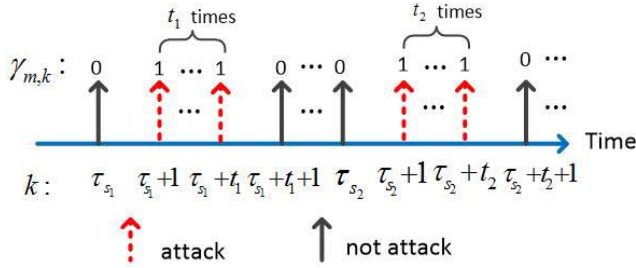 t₁ times t₂ times
γₘ,ₖ: 0 1 ... 1 0 ... 0 1 ... 1 0 ...
... ... ...
Time
k: τₛ₁ τₛ₁+1 τₛ₁+t₁ τₛ₁+t₁+1 τₛ₂ τₛ₂+1 τₛ₂+t₂ τₛ₂+t₂+1
attack not attack